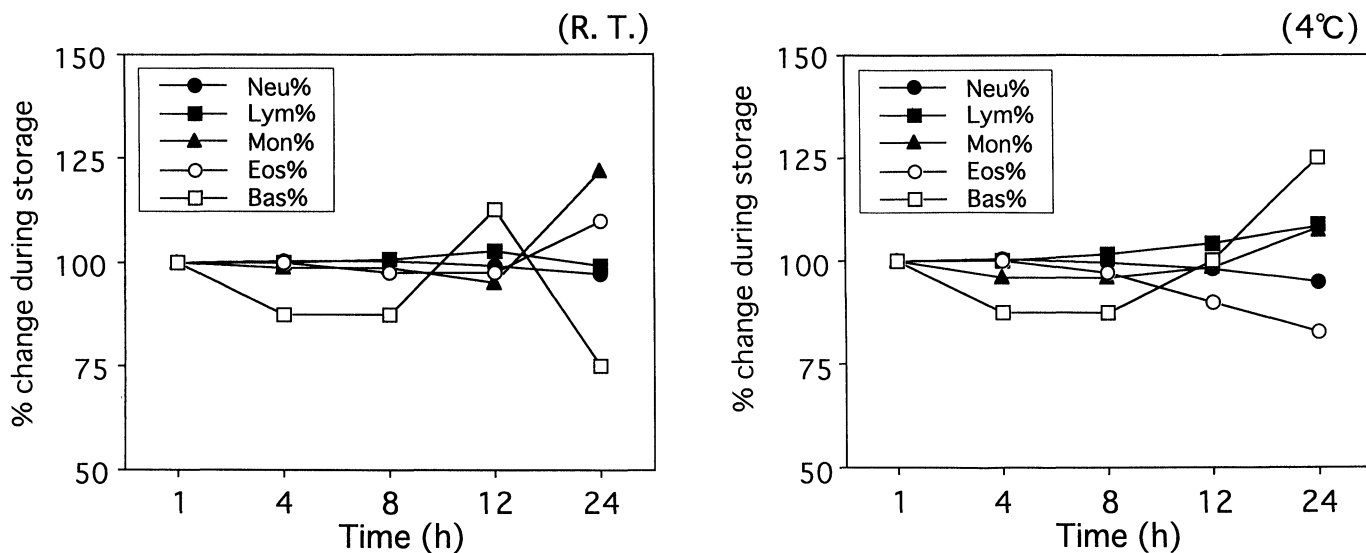 (R. T.)
% change during storage
150
125
100
75
50
Neu%
Lym%
Mon%
Eos%
Bas%
1 4 8 12 24
Time (h)
(4℃)
% change during storage
150
125
100
75
50
Neu%
Lym%
Mon%
Eos%
Bas%
1 4 8 12 24
Time (h)